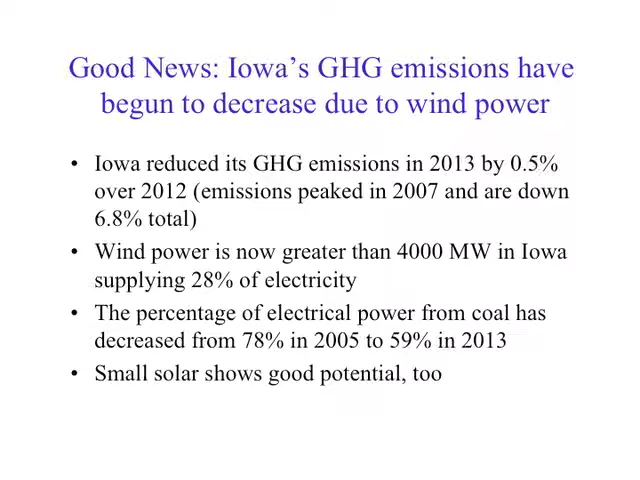 Good News: Iowa’s GHG emissions have
begun to decrease due to wind power
• Iowa reduced its GHG emissions in 2013 by 0.5%
over 2012 (emissions peaked in 2007 and are down
6.8% total)
• Wind power is now greater than 4000 MW in Iowa
supplying 28% of electricity
• The percentage of electrical power from coal has
decreased from 78% in 2005 to 59% in 2013
• Small solar shows good potential, too